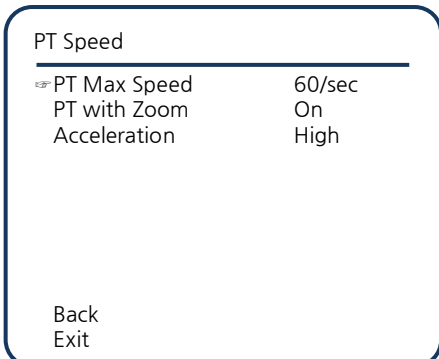 PT Speed
☞PT Max Speed 60/sec
PT with Zoom On
Acceleration High
Back
Exit